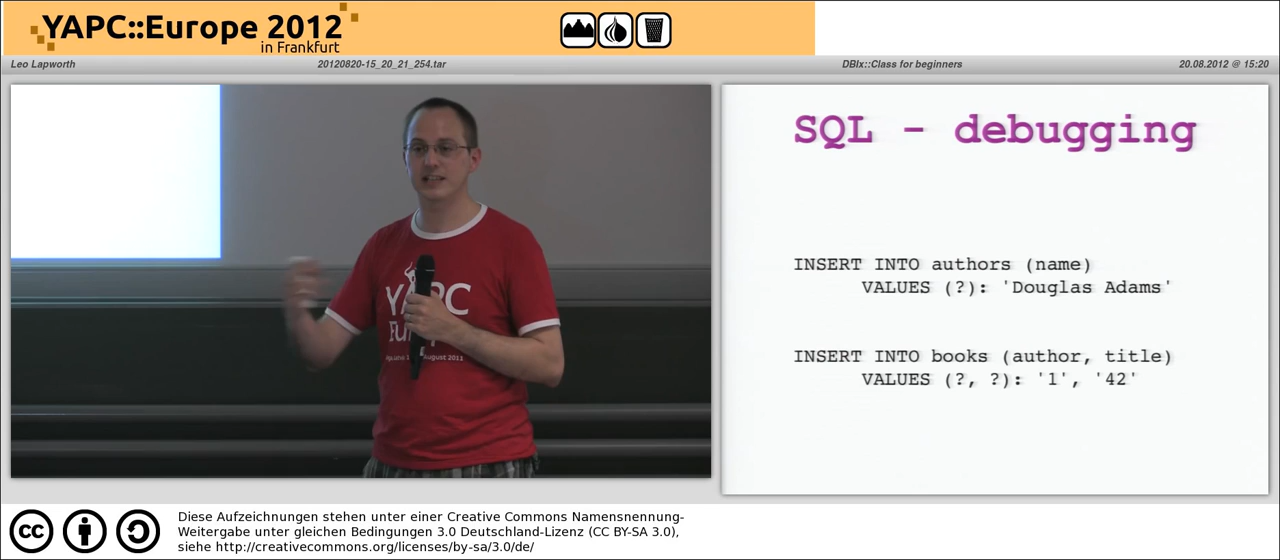 YAPC::Europe 2012
in Frankfurt
Leo Lapworth
20120820-15_20_21_254.tar
DBIx::Class for beginners
20.08.2012 @ 15:20
YAPC
August 2011
SQL - debugging
INSERT INTO authors (name)
VALUES (?): 'Douglas Adams'
INSERT INTO books (author, title)
VALUES (?, ?): '1', '42'
cc
Diese Aufzeichnungen stehen unter einer Creative Commons Namensnennung-
Weitergabe unter gleichen Bedingungen 3.0 Deutschland-Lizenz (CC BY-SA 3.0),
siehe http://creativecommons.org/licenses/by-sa/3.0/de/